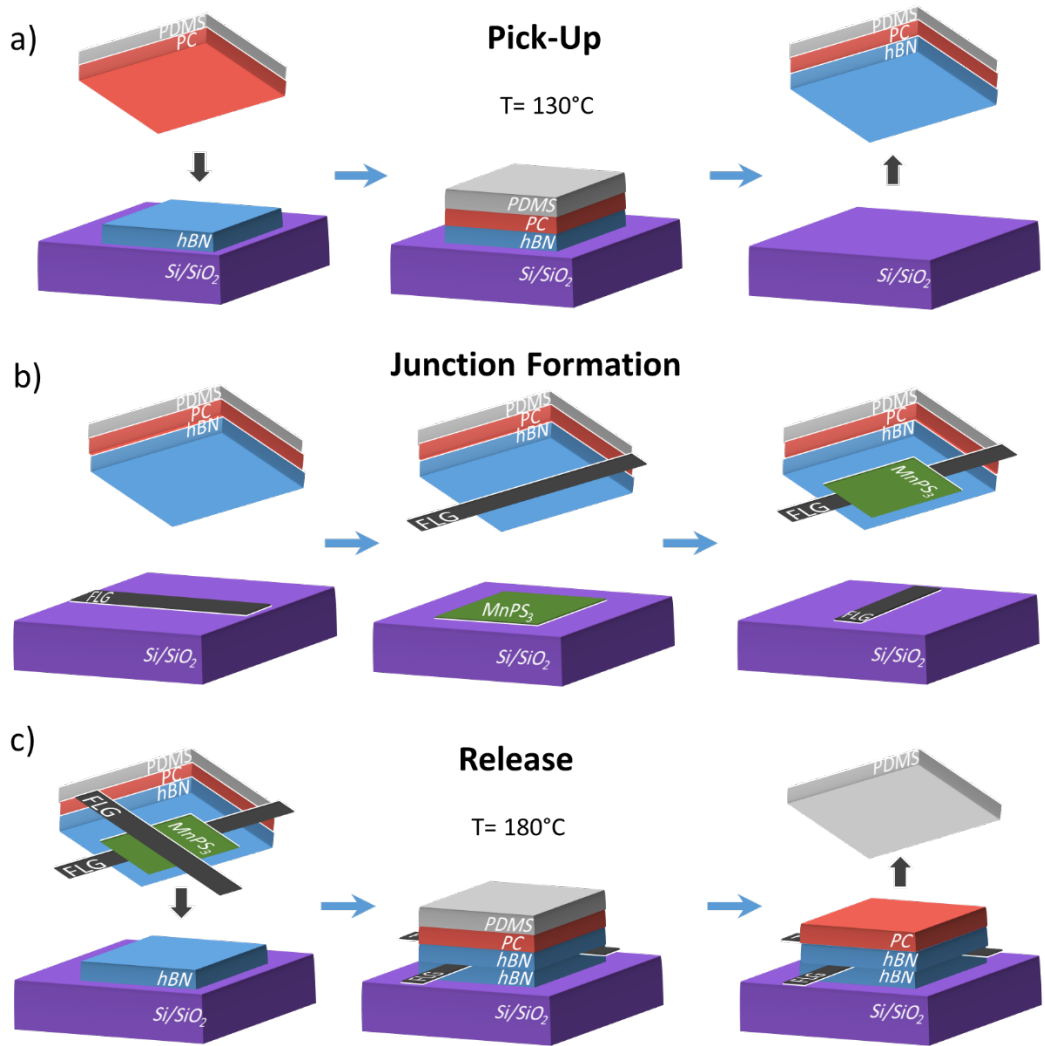 a)
Pick-Up
T= 130°C
PDMS
PC
hBN
Si/SiO2
PDMS
PC
hBN
Si/SiO2
PDMS
PC
hBN
b)
Junction Formation
PDMS
PC
hBN
FLG
Si/SiO2
PDMS
PC
hBN
FLG
MnPS3
Si/SiO2
PDMS
PC
hBN
MnPS3
FLG
FLG
Si/SiO2
c)
Release
T= 180°C
PDMS
PC
hBN
FLG
MnPS3
FLG
hBN
Si/SiO2
PDMS
PC
hBN
hBN
FLG
Si/SiO2
PDMS
PC
hBN
hBN
FLG
Si/SiO2